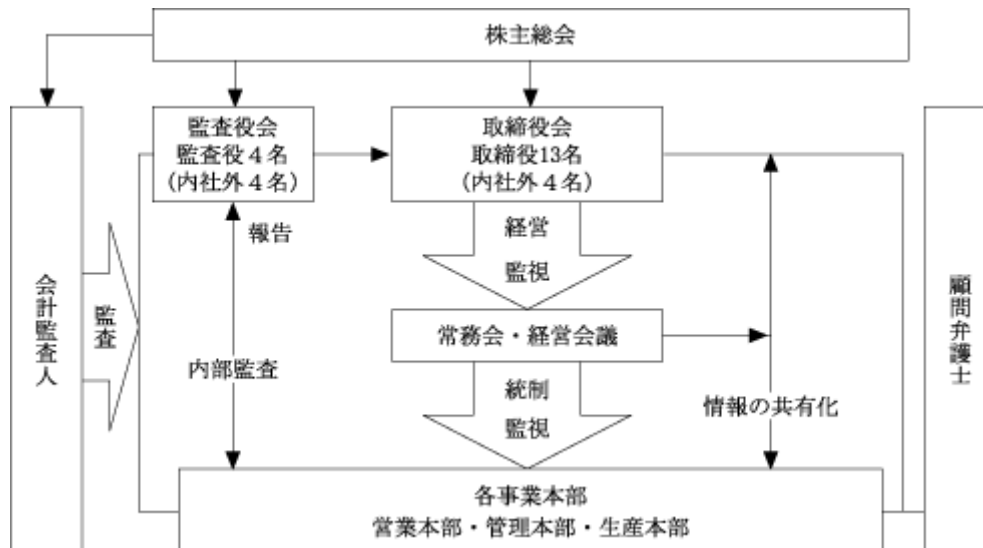 株主総会
監査役会
監査役４名
（内社外４名）
取締役会
取締役13名
（内社外４名）
報告
経営
監視
会計監査人
監査
顧問弁護士
常務会・経営会議
内部監査
統制
監視
情報の共有化
各事業本部
営業本部・管理本部・生産本部